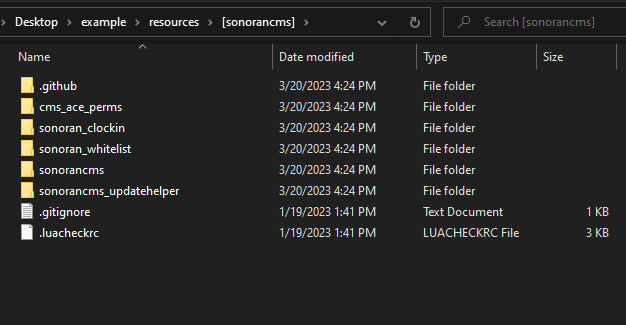 Desktop > example > resources > [sonorancms] > Search [sonorancms]
Name Date modified Type Size
.github 3/20/2023 4:24 PM File folder
cms_ace_perms 3/20/2023 4:24 PM File folder
sonoran_clockin 3/20/2023 4:24 PM File folder
sonoran_whitelist 3/20/2023 4:24 PM File folder
sonorancms 3/20/2023 4:24 PM File folder
sonorancms_updatehelper 3/20/2023 4:24 PM File folder
.gitignore 1/19/2023 1:41 PM Text Document 1 KB
.luacheckrc 1/19/2023 1:41 PM LUACHECKRC File 3 KB